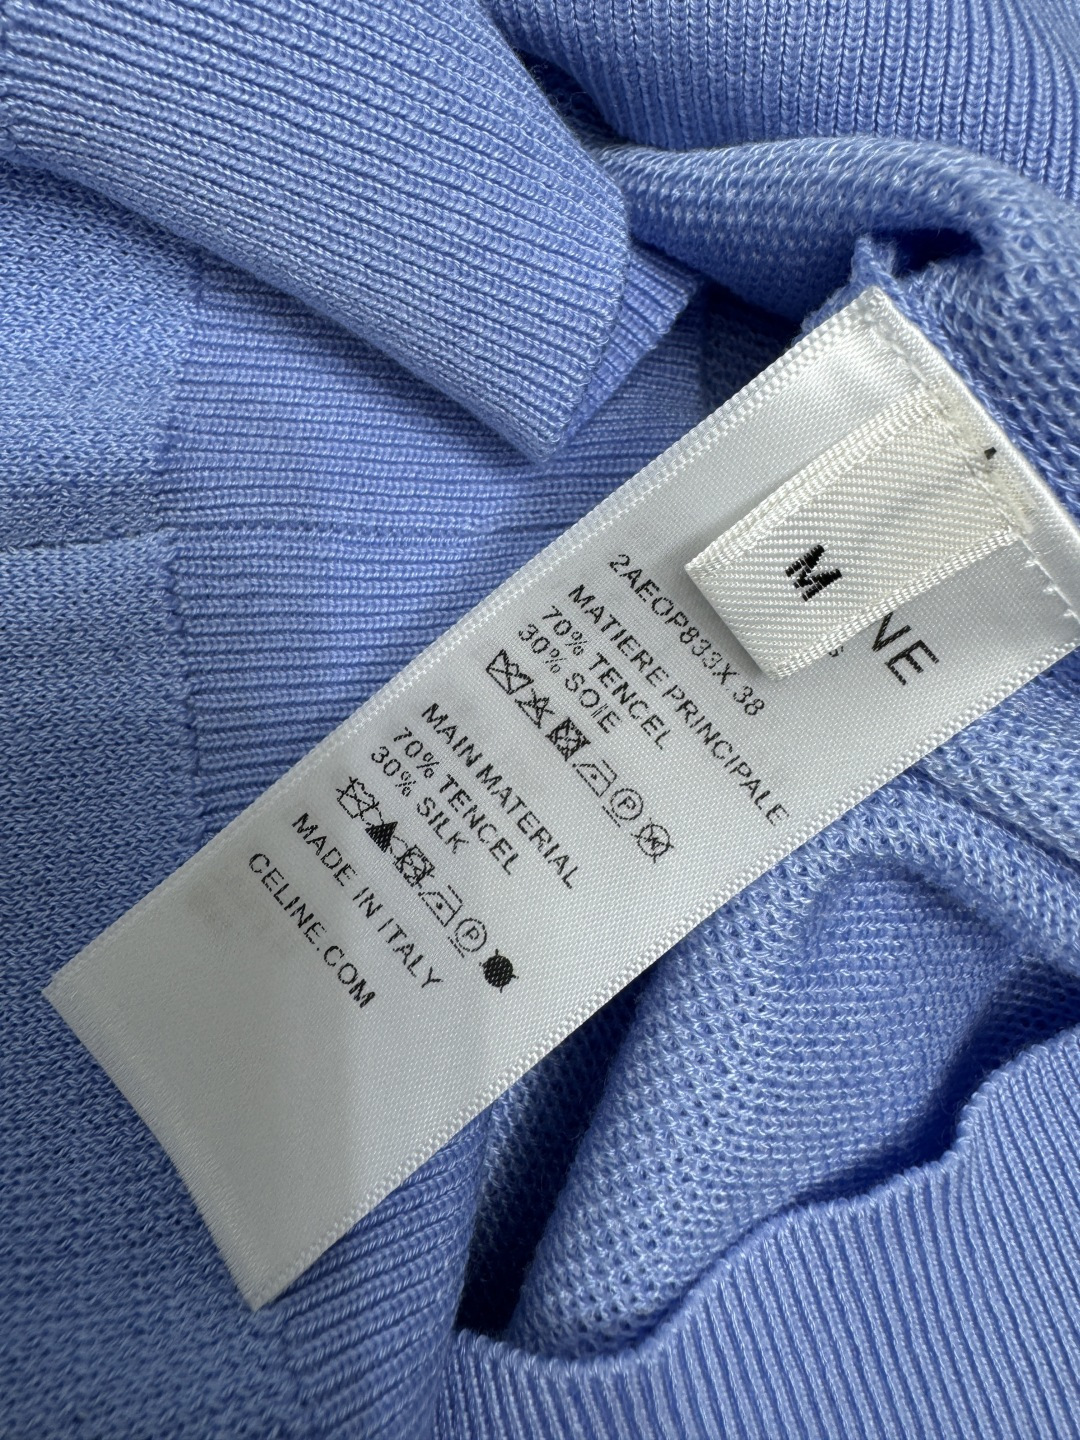 M
NE
S
2AEOP833X.38
MATIERE PRINCIPALE
70% TENCEL
30% SOIE
P
MAIN MATERIAL
70% TENCEL
30% SILK
P
MADE IN ITALY
CELINE.COM